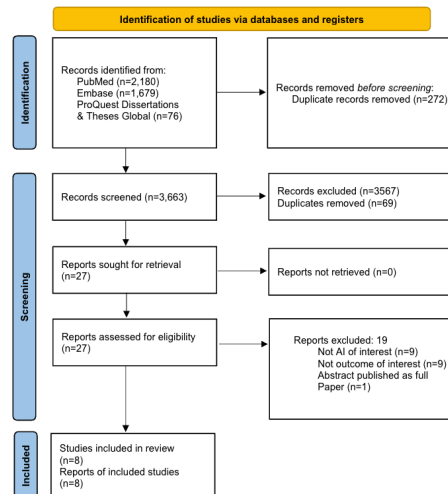 Identification of studies via databases and registers
Identification
Records identified from:
PubMed (n=2,180)
Embase (n=1,679)
ProQuest Dissertations
& Theses Global (n=76)
Records removed before screening:
Duplicate records removed (n=272)
Screening
Records screened (n=3,663)
Records excluded (n=3567)
Duplicates removed (n=69)
Reports sought for retrieval
(n=27)
Reports not retrieved (n=0)
Reports assessed for eligibility
(n=27)
Reports excluded: 19
Not AI of interest (n=9)
Not outcome of interest (n=9)
Abstract published as full
Paper (n=1)
Included
Studies included in review
(n=8)
Reports of included studies
(n=8)